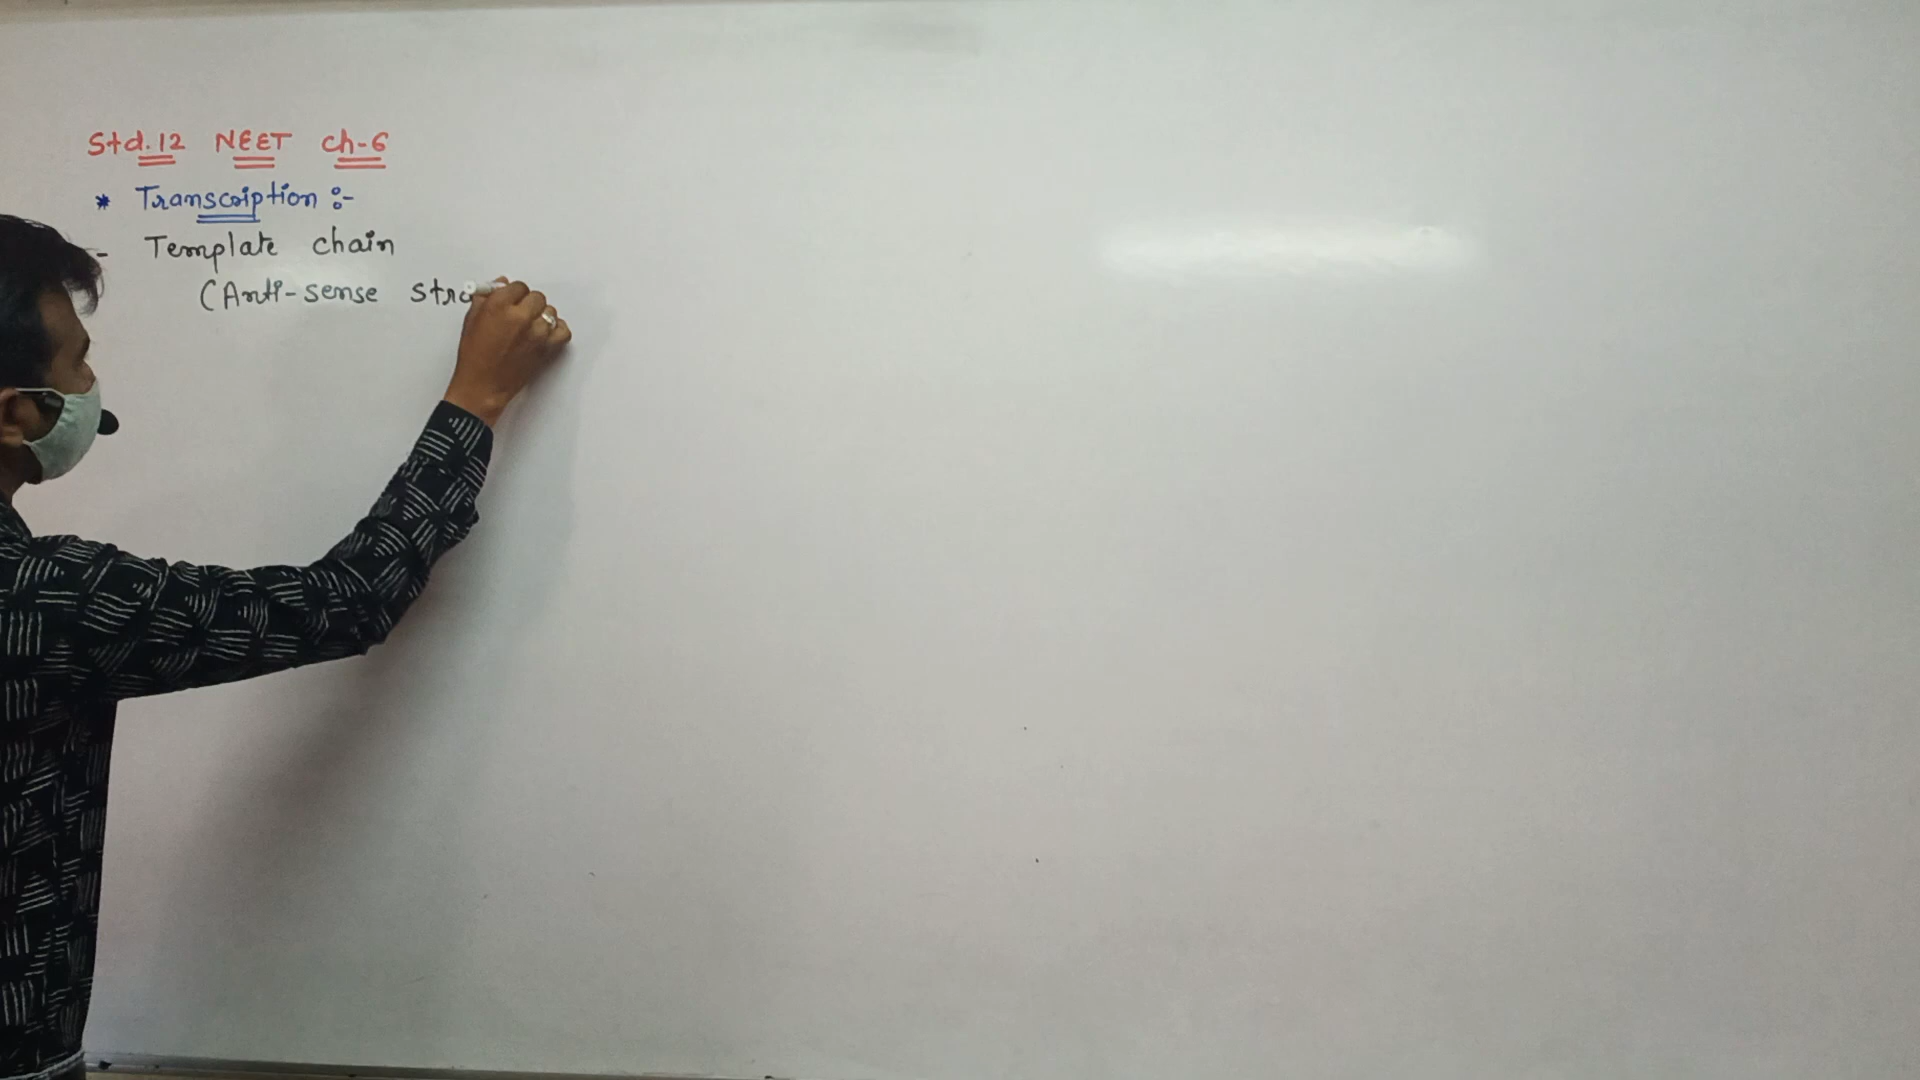 Std.12 NEET Ch-6
* Transcription :-
- Template chain
(Anti-sense